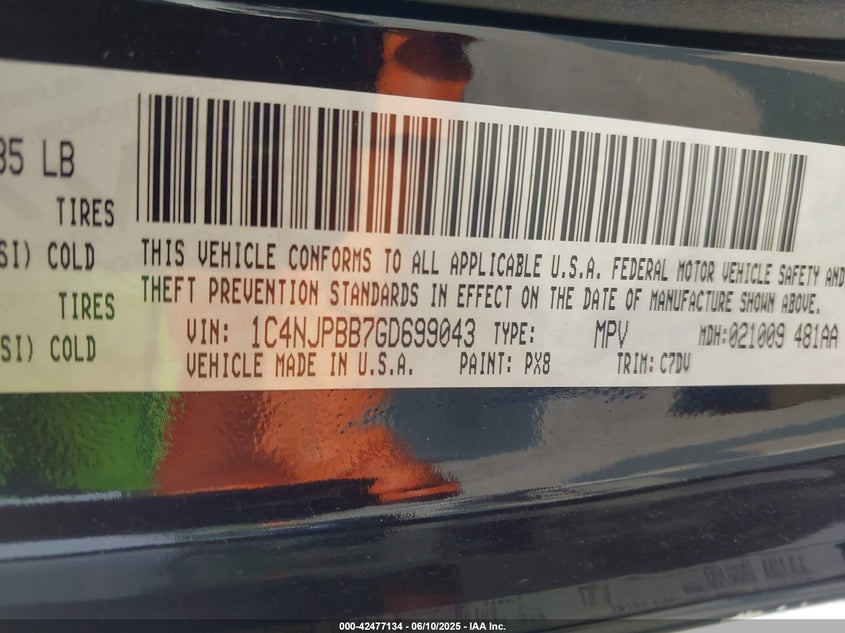 85 LB
TIRES
SI) COLD
TIRES
SI) COLD
THIS VEHICLE CONFORMS TO ALL APPLICABLE U.S.A. FEDERAL MOTOR VEHICLE SAFETY AND
THEFT PREVENTION STANDARDS IN EFFECT ON THE DATE OF MANUFACTURE SHOWN ABOVE.
VIN: 1C4NJPBB7GD699043 TYPE: MPV MDH:021009 481AA
VEHICLE MADE IN U.S.A. PAINT: PX8 TRIM: C7DV
000-42477134 - 06/10/2025 - IAA Inc.